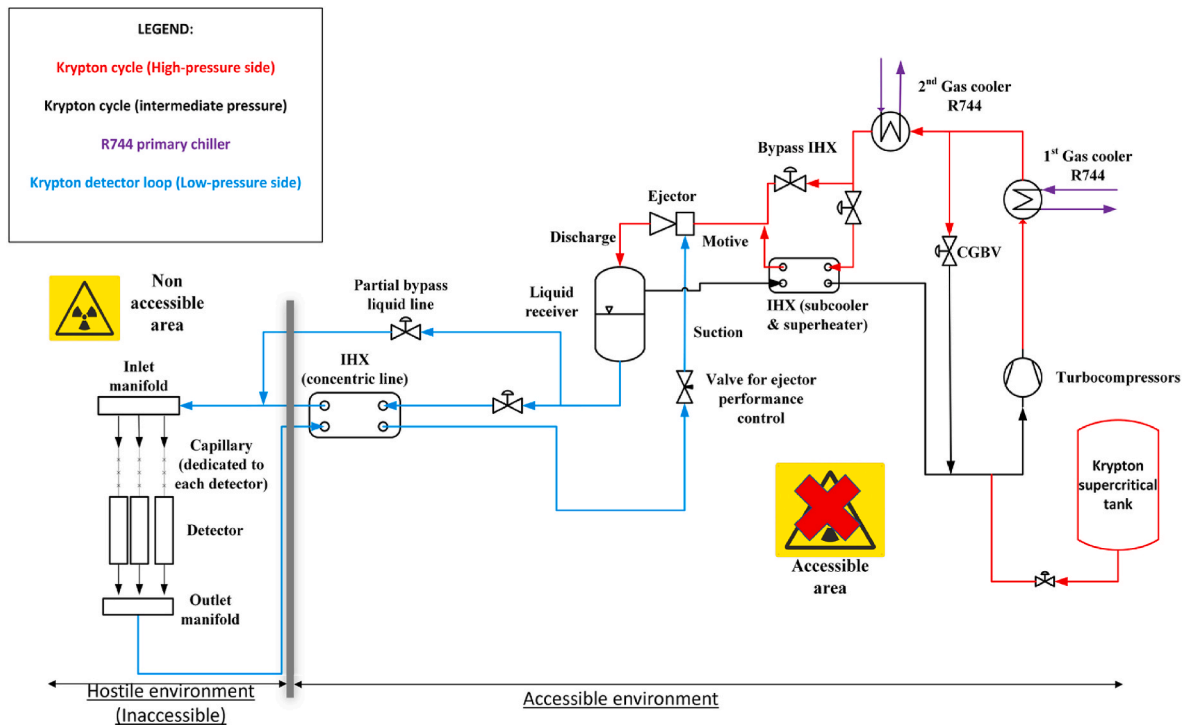 LEGEND:
Krypton cycle (High-pressure side)
Krypton cycle (intermediate pressure)
R744 primary chiller
Krypton detector loop (Low-pressure side)
2nd Gas cooler
R744
1st Gas cooler
R744
Bypass IHX
Ejector
Discharge
Motive
CGBV
Non
accessible
area
Partial bypass
liquid line
Liquid
receiver
IHX (subcooler
& superheater)
Suction
Inlet
manifold
IHX
(concentric line)
Valve for ejector
performance
control
Turbocompressors
Capillary
(dedicated to
each detector)
Krypton
supercritical
tank
Detector
Accessible
area
Outlet
manifold
Hostile environment
(Inaccessible)
Accessible environment